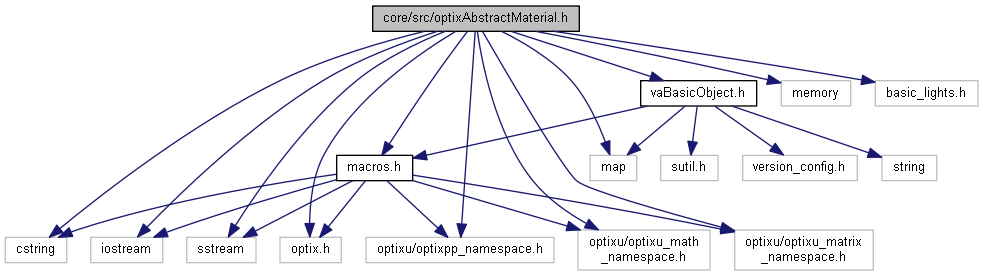 core/src/optixAbstractMaterial.h
vaBasicObject.h
memory
basic_lights.h
macros.h
map
sutil.h
version_config.h
string
cstring
iostream
sstream
optix.h
optixu/optixpp_namespace.h
optixu/optixu_math
_namespace.h
optixu/optixu_matrix
_namespace.h